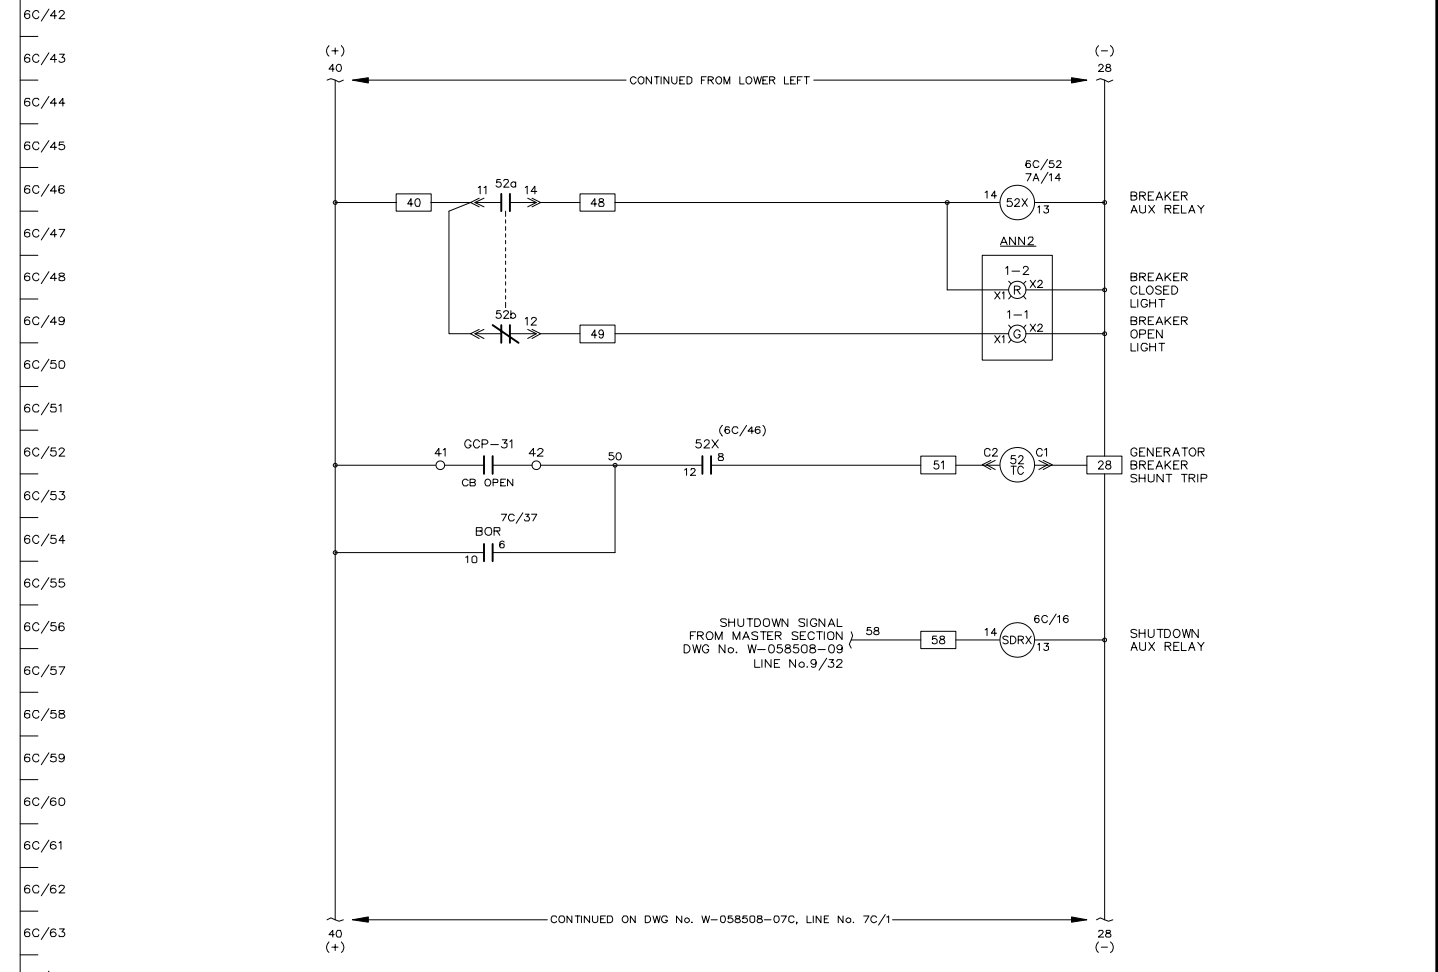 6C/42
6C/43
6C/44
6C/45
6C/46
6C/47
6C/48
6C/49
6C/50
6C/51
6C/52
6C/53
6C/54
6C/55
6C/56
6C/57
6C/58
6C/59
6C/60
6C/61
6C/62
6C/63
(+)
40
CONTINUED FROM LOWER LEFT
(-)
28
40
11
52a
14
48
6C/52
7A/14
14
52X
13
BREAKER
AUX RELAY
ANN2
1-2
X1
R
X2
BREAKER
CLOSED
LIGHT
52b
12
49
1-1
X1
G
X2
BREAKER
OPEN
LIGHT
41
GCP-31
42
CB OPEN
50
(6C/46)
52X
12
8
51
C2
52
TC
C1
28
GENERATOR
BREAKER
SHUNT TRIP
7C/37
BOR
10
6
SHUTDOWN SIGNAL
FROM MASTER SECTION
DWG No. W-058508-09
LINE No.9/32
58
58
6C/16
14
SDRX
13
SHUTDOWN
AUX RELAY
CONTINUED ON DWG No. W-058508-07C, LINE No. 7C/1
40
(+)
28
(-)